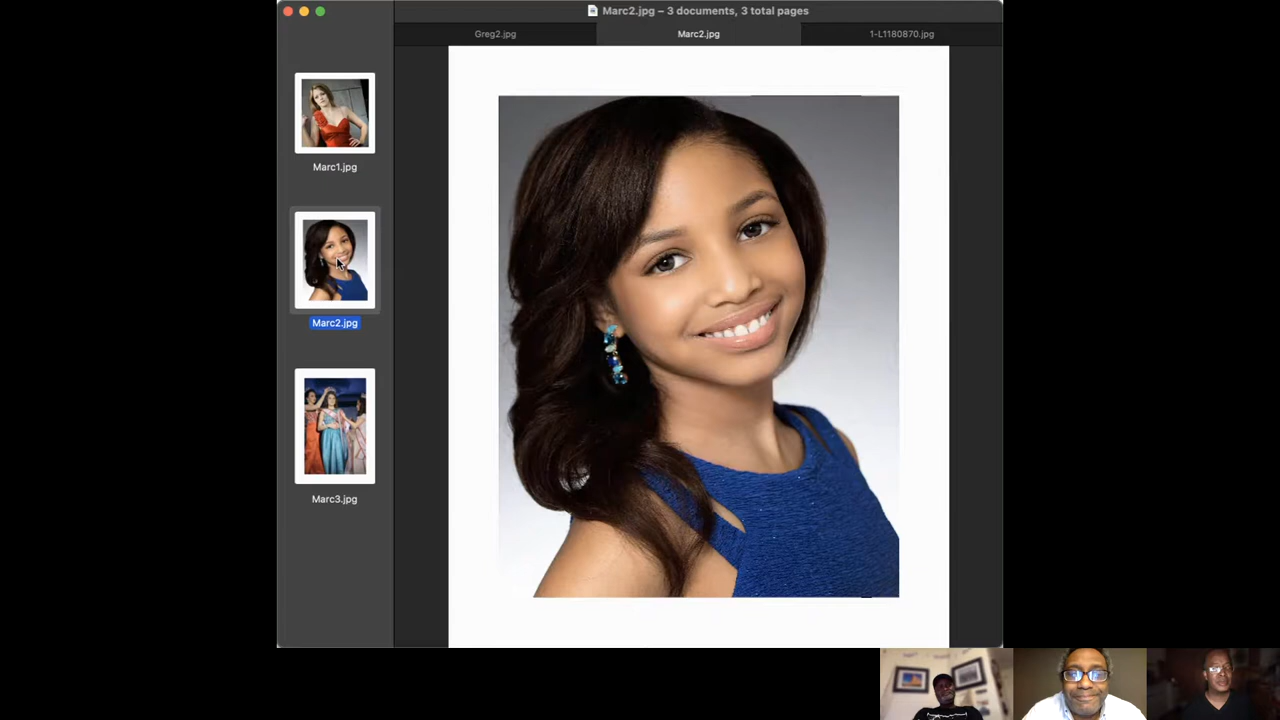 Marc2.jpg – 3 documents, 3 total pages
Greg2.jpg
Marc2.jpg
1-L1180870.jpg
Marc1.jpg
Marc2.jpg
Marc3.jpg